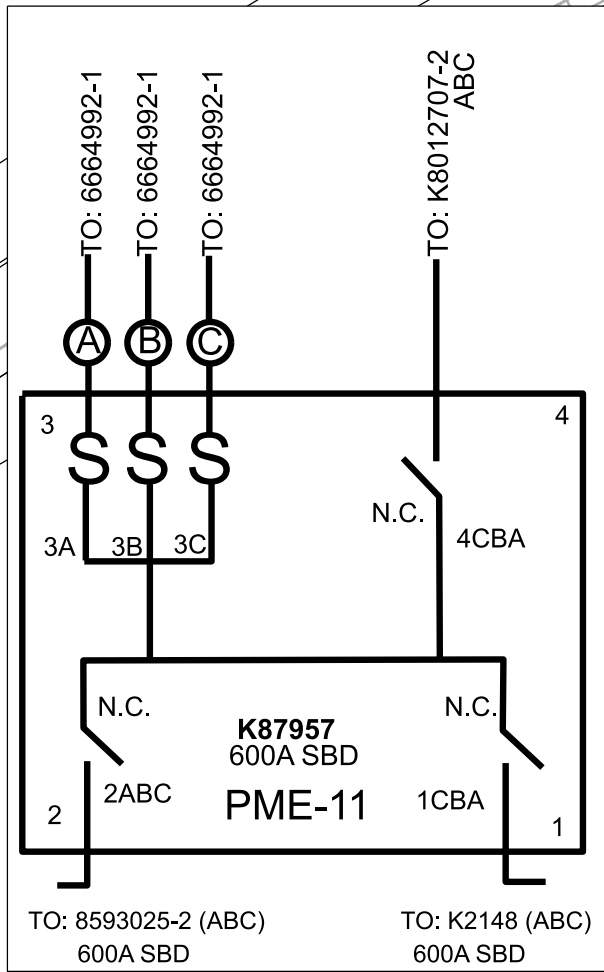 TO: 6664992-1
TO: 6664992-1
TO: 6664992-1
TO: K8012707-2
ABC
A
B
C
3
4
S
S
S
3A
3B
3C
N.C.
4CBA
N.C.
N.C.
K87957
600A SBD
PME-11
2ABC
1CBA
2
1
TO: 8593025-2 (ABC)
600A SBD
TO: K2148 (ABC)
600A SBD